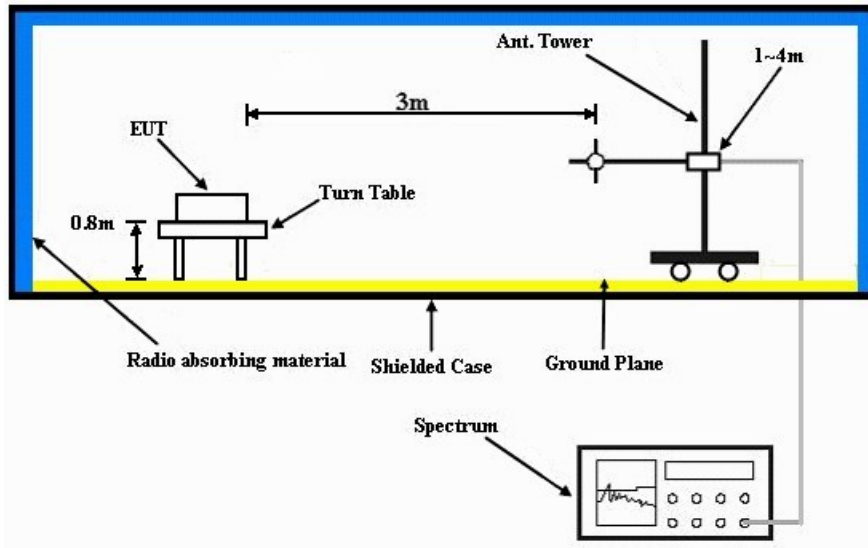 Ant. Tower
1~4m
3m
EUT
Turn Table
0.8m
Radio absorbing material
Shielded Case
Ground Plane
Spectrum